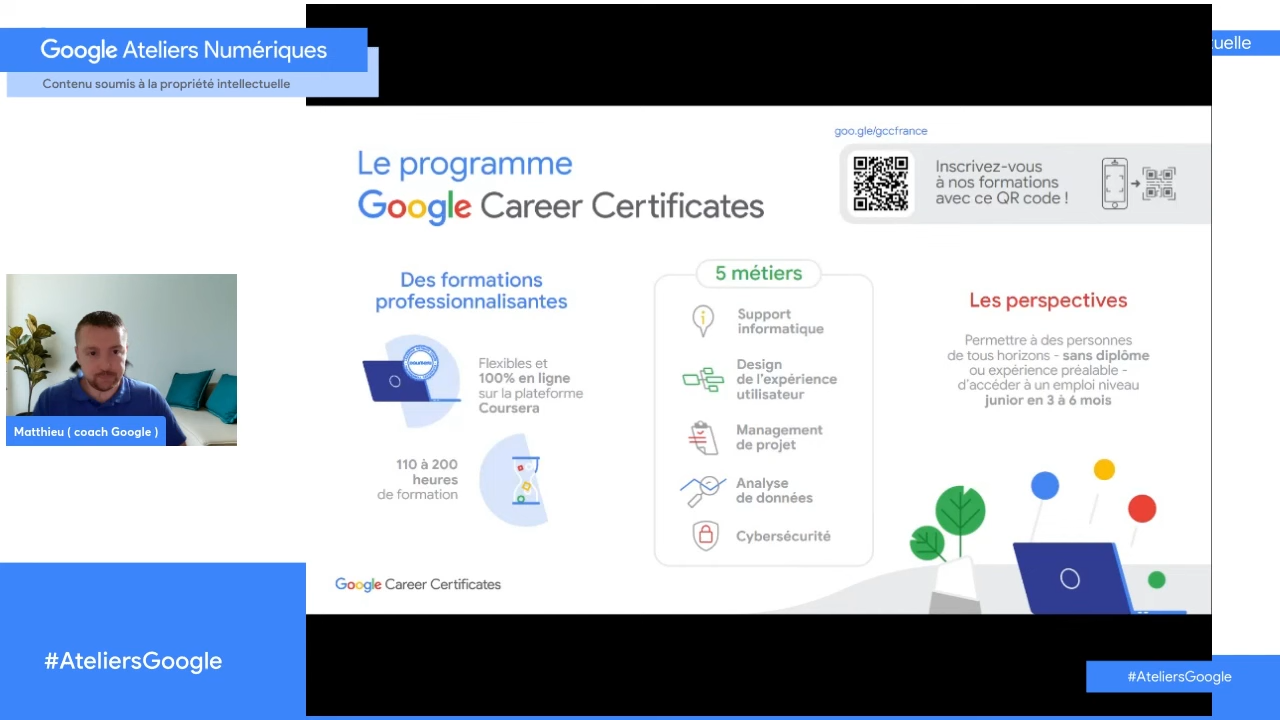 Google Ateliers Numériques
Contenu soumis à la propriété intellectuelle
tuelle
goo.gle/gccfrance
Le programme
Google Career Certificates
Inscrivez-vous
à nos formations
avec ce QR code !
Des formations
professionnalisantes
Flexibles et
100% en ligne
sur la plateforme
Coursera
110 à 200
heures
de formation
5 métiers
Support
informatique
Design
de l'expérience
utilisateur
Management
de projet
Analyse
de données
Cybersécurité
Les perspectives
Permettre à des personnes
de tous horizons - sans diplôme
ou expérience préalable -
d'accéder à un emploi niveau
junior en 3 à 6 mois
Google Career Certificates
Matthieu ( coach Google )
#AteliersGoogle
#AteliersGoogle